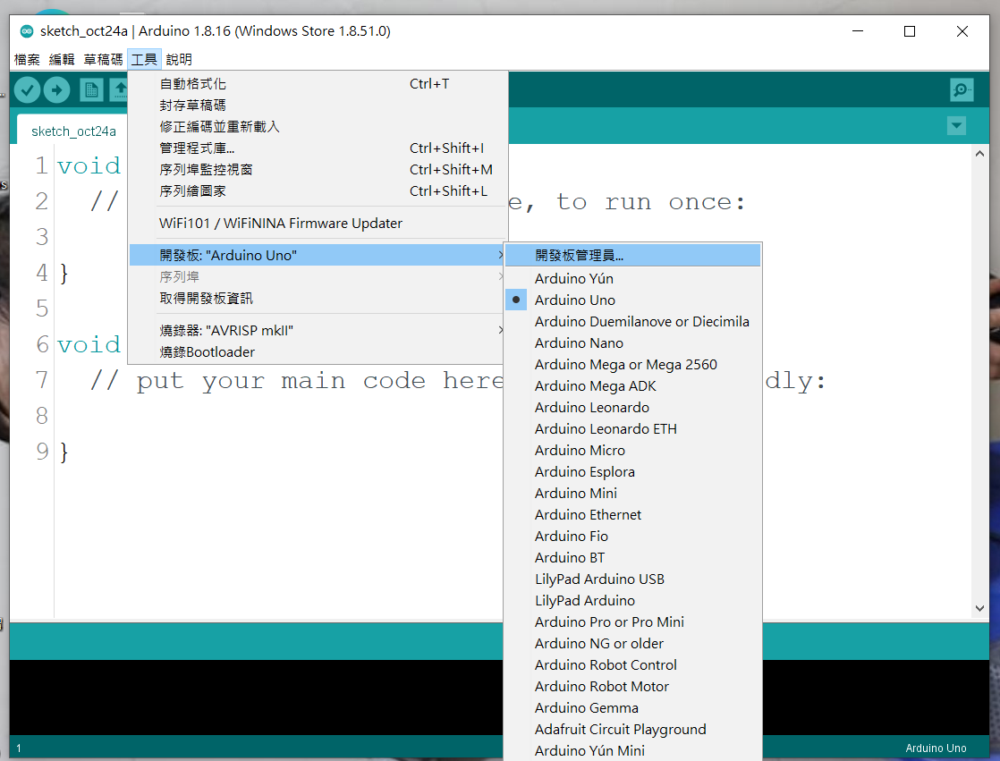 sketch_oct24a | Arduino 1.8.16 (Windows Store 1.8.51.0)
檔案 編輯 草稿碼 工具 說明
自動格式化 Ctrl+T
封存草稿碼
修正編碼並重新載入
管理程式庫... Ctrl+Shift+I
序列埠監控視窗 Ctrl+Shift+M
序列繪圖家 Ctrl+Shift+L
WiFi101 / WiFiNINA Firmware Updater
開發板: "Arduino Uno"
序列埠
取得開發板資訊
燒錄器: "AVRISP mkII"
燒錄Bootloader
開發板管理員...
Arduino Yún
Arduino Uno
Arduino Duemilanove or Diecimila
Arduino Nano
Arduino Mega or Mega 2560
Arduino Mega ADK
Arduino Leonardo
Arduino Leonardo ETH
Arduino Micro
Arduino Esplora
Arduino Mini
Arduino Ethernet
Arduino Fio
Arduino BT
LilyPad Arduino USB
LilyPad Arduino
Arduino Pro or Pro Mini
Arduino NG or older
Arduino Robot Control
Arduino Robot Motor
Arduino Gemma
Adafruit Circuit Playground
Arduino Yún Mini
sketch_oct24a
1 void
2 // e, to run once:
3
4 }
5
6 void
7 // put your main code here dly:
8
9 }
1 Arduino Uno